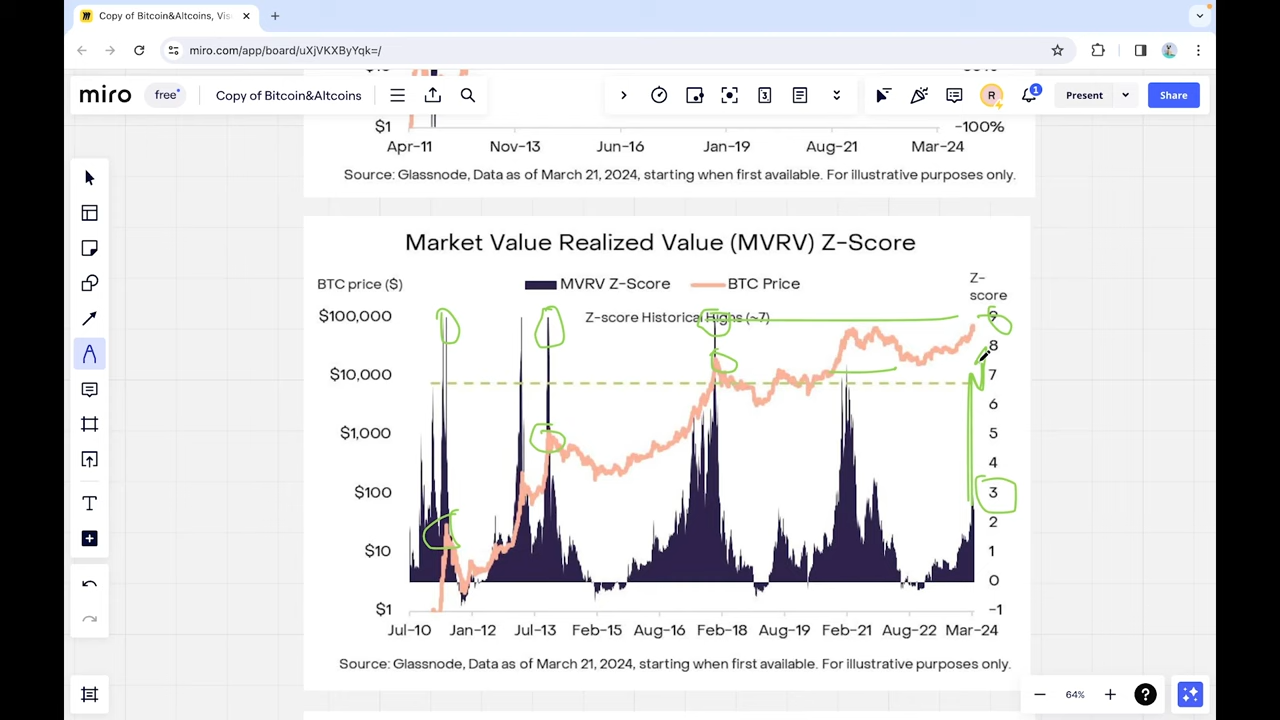 Copy of Bitcoin&Altcoins, Vis
miro.com/app/board/uXjVKXByYqk=/
miro free Copy of Bitcoin&Altcoins 3 R 1 Present Share
$1 -100%
Apr-11 Nov-13 Jun-16 Jan-19 Aug-21 Mar-24
Source: Glassnode, Data as of March 21, 2024, starting when first available. For illustrative purposes only.
Market Value Realized Value (MVRV) Z-Score
BTC price ($) MVRV Z-Score BTC Price Z-
score
$100,000 Z-score Historical Highs (~7) 9
8
$10,000 7
6
$1,000 5
4
$100 3
2
$10 1
0
$1 -1
Jul-10 Jan-12 Jul-13 Feb-15 Aug-16 Feb-18 Aug-19 Feb-21 Aug-22 Mar-24
Source: Glassnode, Data as of March 21, 2024, starting when first available. For illustrative purposes only.
64%